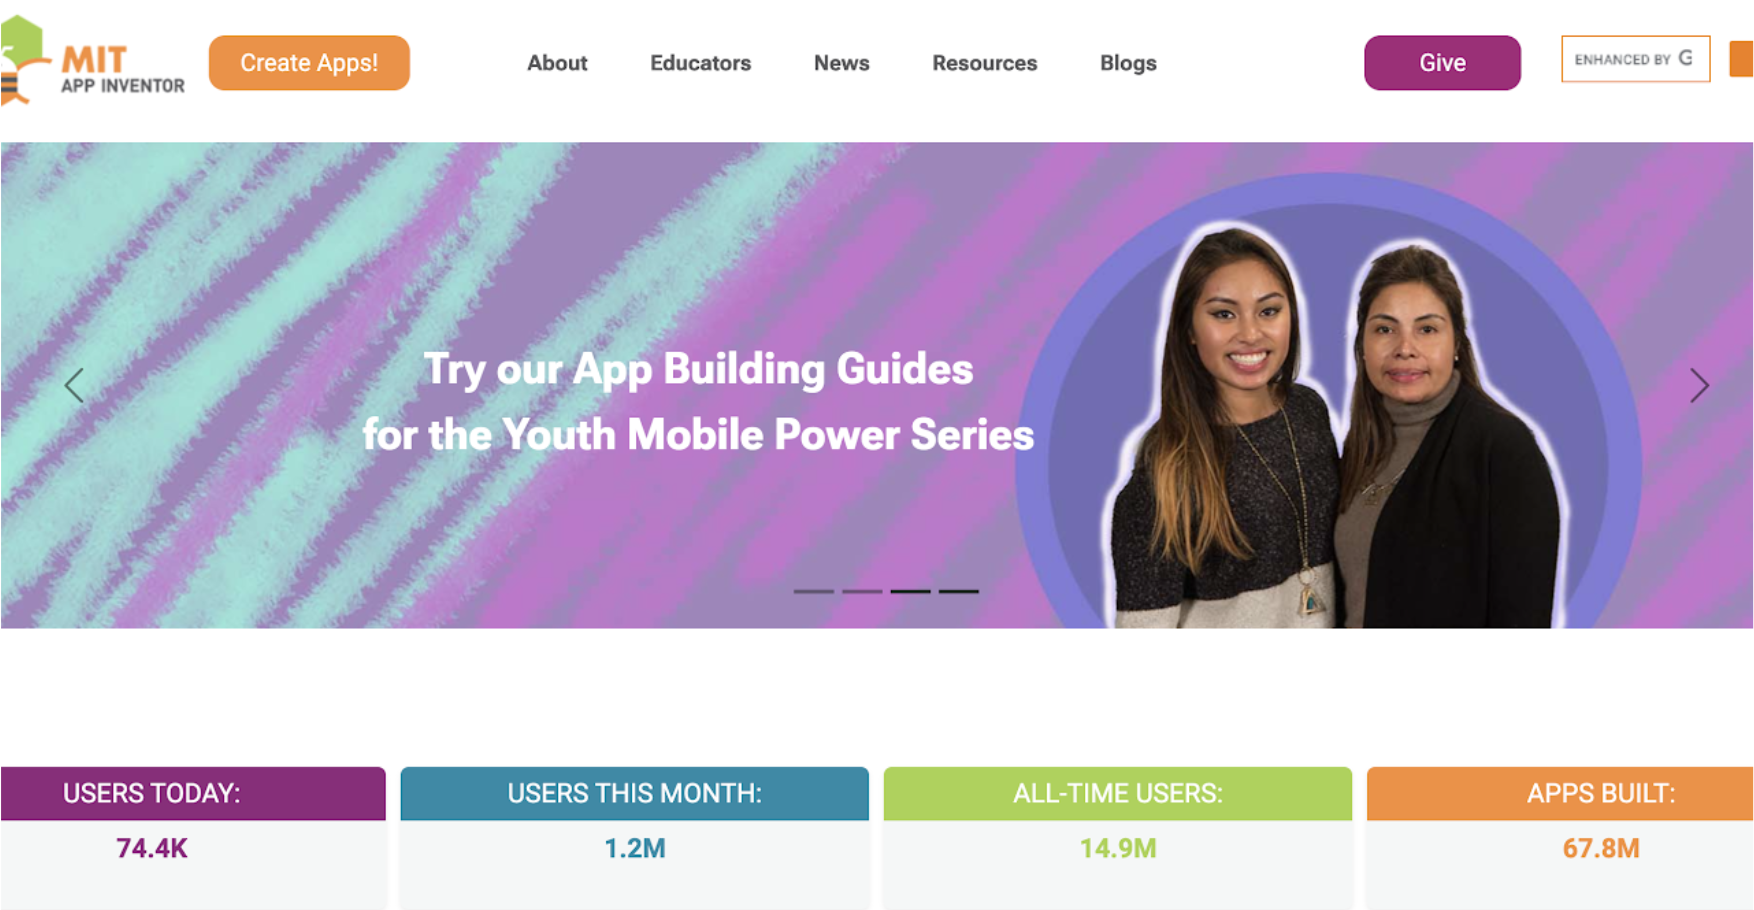 MIT
APP INVENTOR
Create Apps!
About
Educators
News
Resources
Blogs
Give
ENHANCED BY G
Try our App Building Guides
for the Youth Mobile Power Series
USERS TODAY:
74.4K
USERS THIS MONTH:
1.2M
ALL-TIME USERS:
14.9M
APPS BUILT:
67.8M